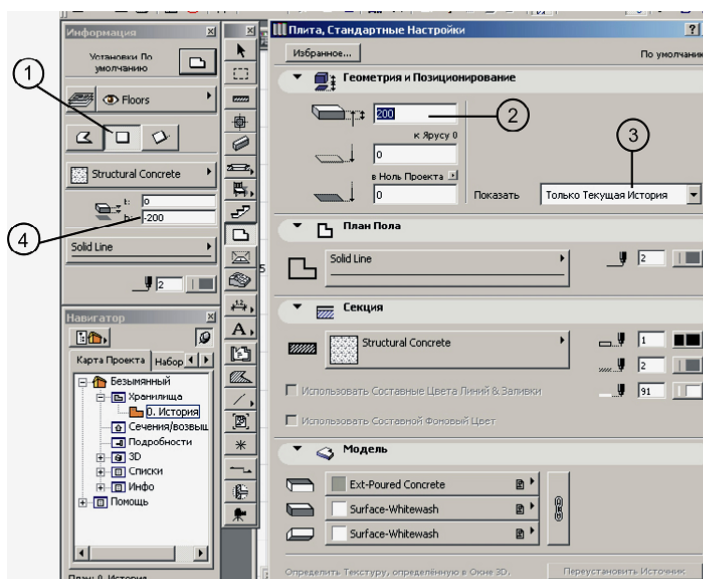 Информация
Установки По
умолчанию
1
Floors
Structural Concrete
t: 0
b: -200
4
Solid Line
2
Навигатор
Карта Проекта
Набор
Безымянный
Хранилища
0. История
Сечения/возвыш
Подробности
3D
Списки
Инфо
Помощь
План: 0. История
A
Плита, Стандартные Настройки
?
Избранное...
По умолчанию
Геометрия и Позиционирование
200
2
3
к Ярусу 0
0
в Ноль Проекта
0
Показать
Только Текущая История
План Пола
Solid Line
2
Секция
Structural Concrete
1
2
91
Использовать Составные Цвета Линий & Заливки
Использовать Составной Фоновый Цвет
Модель
Ext-Poured Concrete
Surface-Whitewash
Surface-Whitewash
Определить Текстуру, определённую в Окне 3D.
Переустановить Источник